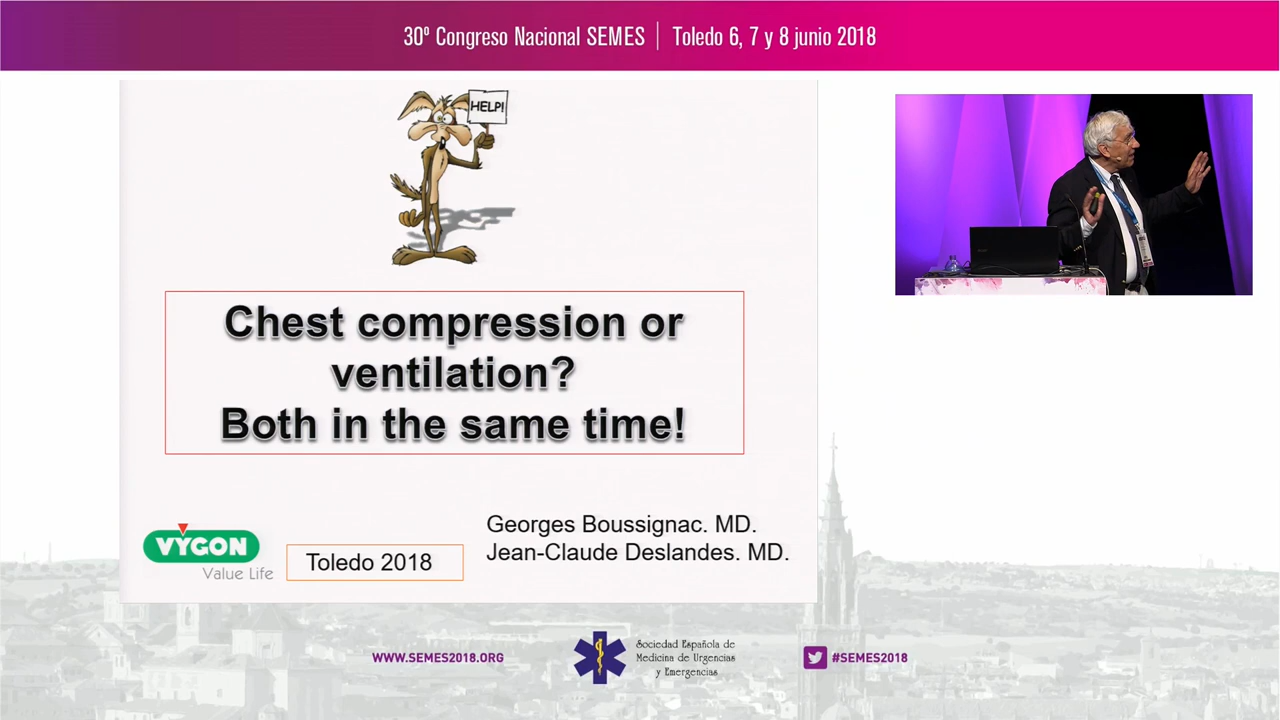 30º Congreso Nacional SEMES | Toledo 6, 7 y 8 junio 2018
HELP!
Chest compression or
ventilation?
Both in the same time!
Georges Boussignac. MD.
Jean-Claude Deslandes. MD.
VYGON
Value Life
Toledo 2018
WWW.SEMES2018.ORG
Sociedad Española de
Medicina de Urgencias
y Emergencias
#SEMES2018